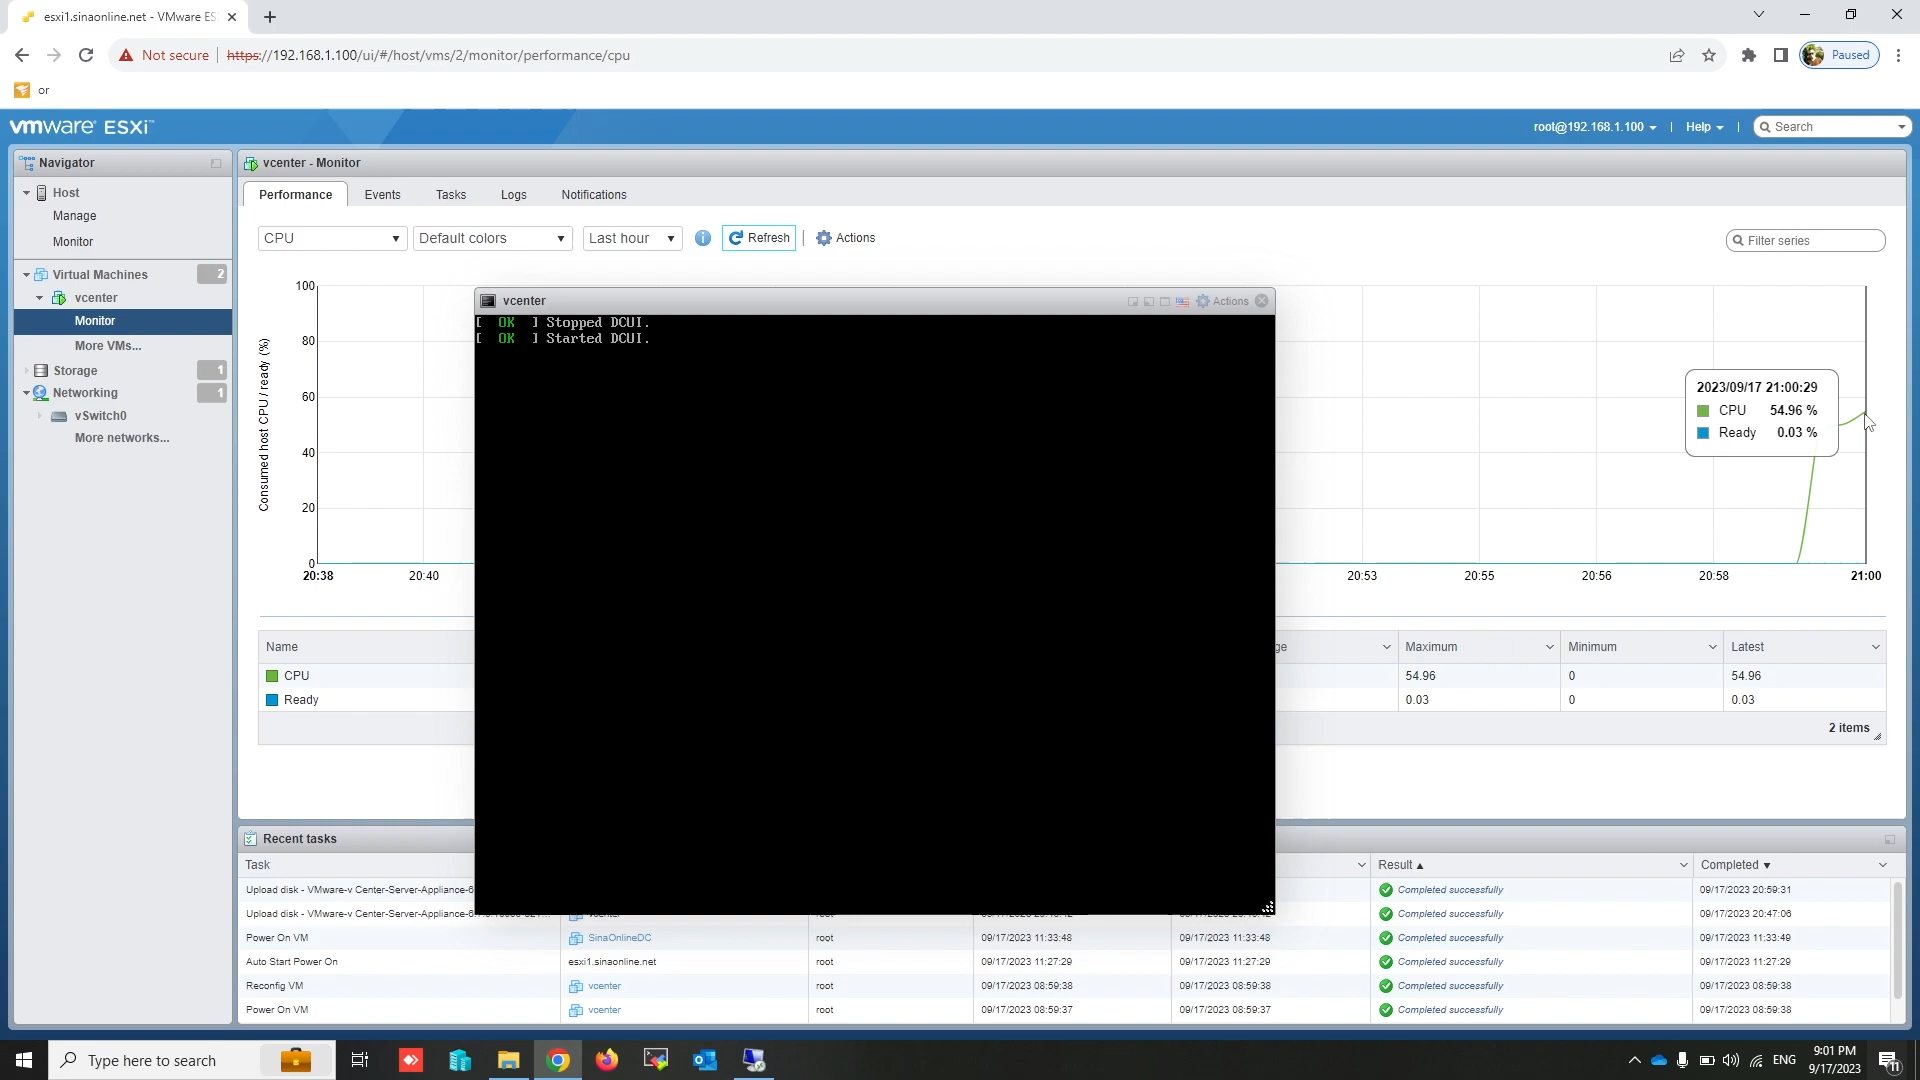 esxi1.sinaonline.net - VMware ES
Not secure
https://192.168.1.100/ui/#/host/vms/2/monitor/performance/cpu
Paused
or
vmware ESXi™
root@192.168.1.100
Help
Search
Navigator
Host
Manage
Monitor
Virtual Machines 2
vcenter
Monitor
More VMs...
Storage 1
Networking 1
vSwitch0
More networks...
vcenter - Monitor
Performance Events Tasks Logs Notifications
CPU Default colors Last hour Refresh Actions
Filter series
Consumed host CPU / ready (%)
100
80
60
40
20
0
20:38 20:40 20:53 20:55 20:56 20:58 21:00
2023/09/17 21:00:29
CPU 54.96 %
Ready 0.03 %
vcenter Actions
[ OK ] Stopped DCUI.
[ OK ] Started DCUI.
Name ge Maximum Minimum Latest
CPU 54.96 0 54.96
Ready 0.03 0 0.03
2 items
Recent tasks
Task Result Completed
Upload disk - VMware-v Center-Server-Appliance-6 Completed successfully 09/17/2023 20:59:31
Upload disk - VMware-v Center-Server-Appliance-6 Completed successfully 09/17/2023 20:47:06
Power On VM SinaOnlineDC root 09/17/2023 11:33:48 09/17/2023 11:33:48 Completed successfully 09/17/2023 11:33:49
Auto Start Power On esxi1.sinaonline.net root 09/17/2023 11:27:29 09/17/2023 11:27:29 Completed successfully 09/17/2023 11:27:29
Reconfig VM vcenter root 09/17/2023 08:59:38 09/17/2023 08:59:38 Completed successfully 09/17/2023 08:59:38
Power On VM vcenter root 09/17/2023 08:59:37 09/17/2023 08:59:37 Completed successfully 09/17/2023 08:59:38
Type here to search
ENG
9:01 PM
9/17/2023
11